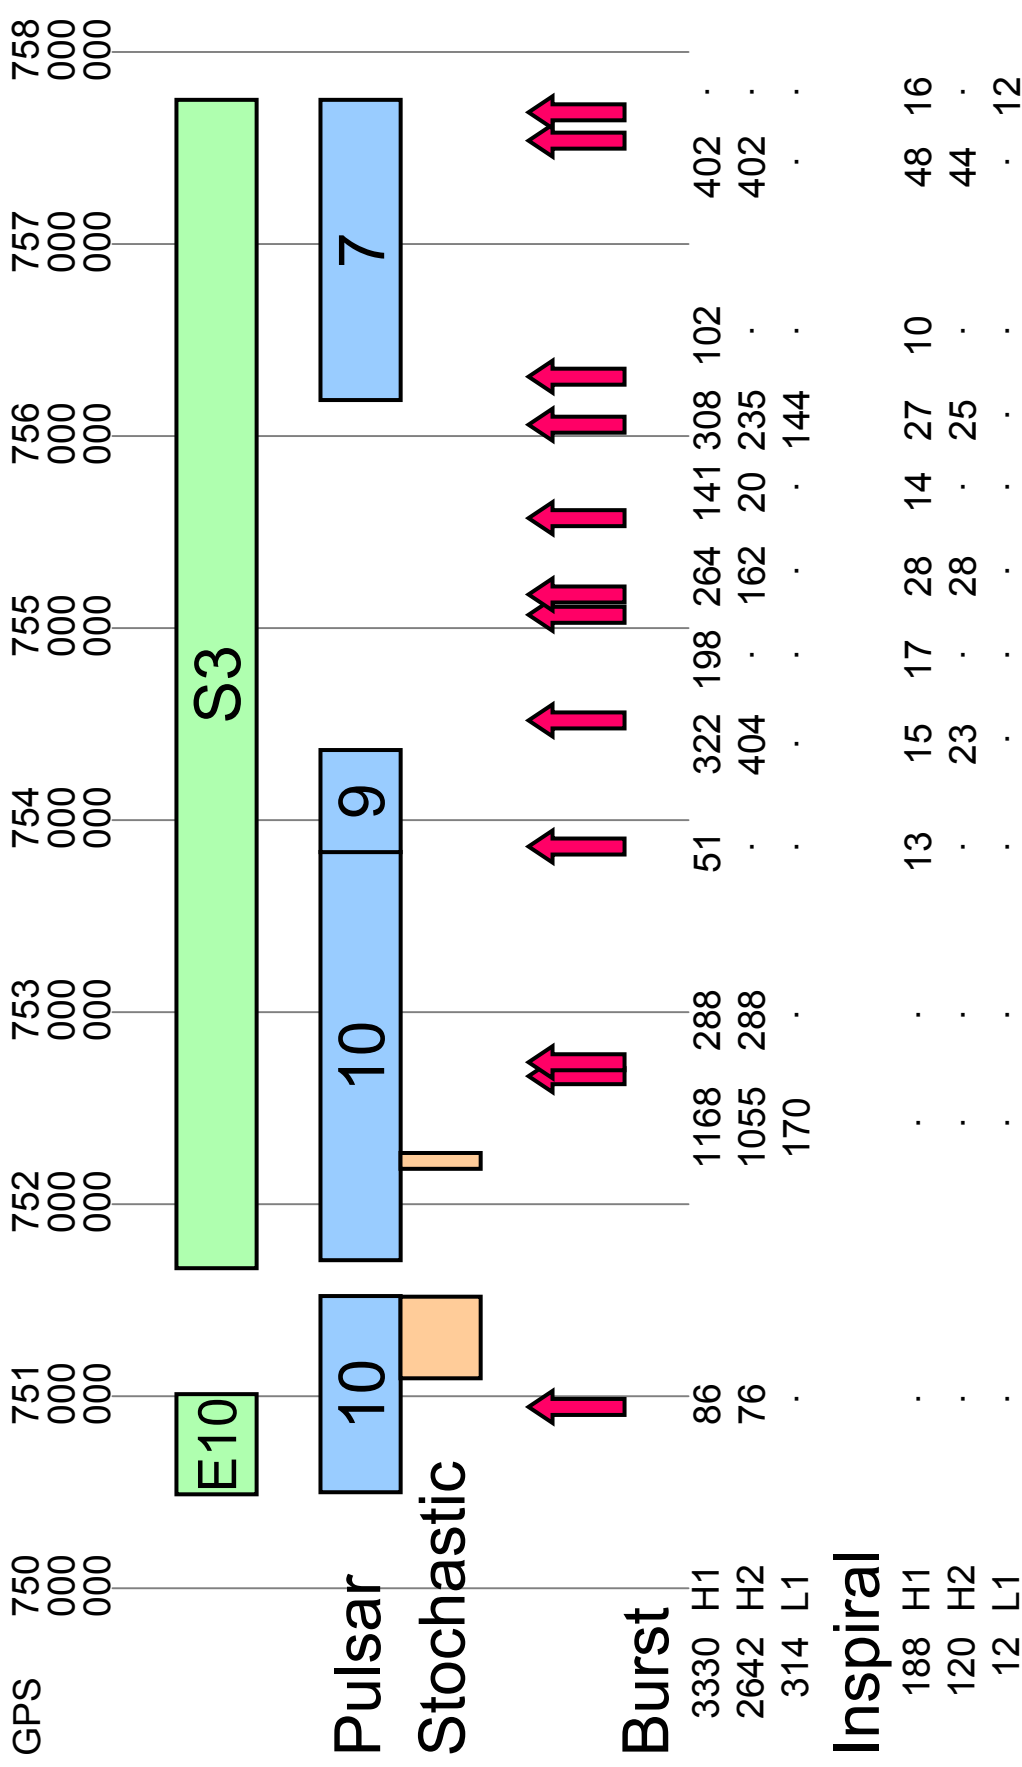 GPS 750 751 752 753 754 755 756 757 758
000 000 000 000 000 000 000 000 000
000 000 000 000 000 000 000 000 000
E10 S3
Pulsar 10 10 9 7
Stochastic
Burst
3330 H1 86 1168 288 51 322 198 264 141 308 102 402 .
2642 H2 76 1055 288 . 404 . 162 20 235 . 402 .
314 L1 . 170 . . . . . . 144 . . .
Inspiral
188 H1 . . . 13 15 17 28 14 27 10 48 16
120 H2 . . . . 23 . 28 . 25 . 44 .
12 L1 . . . . . . . . . . . 12